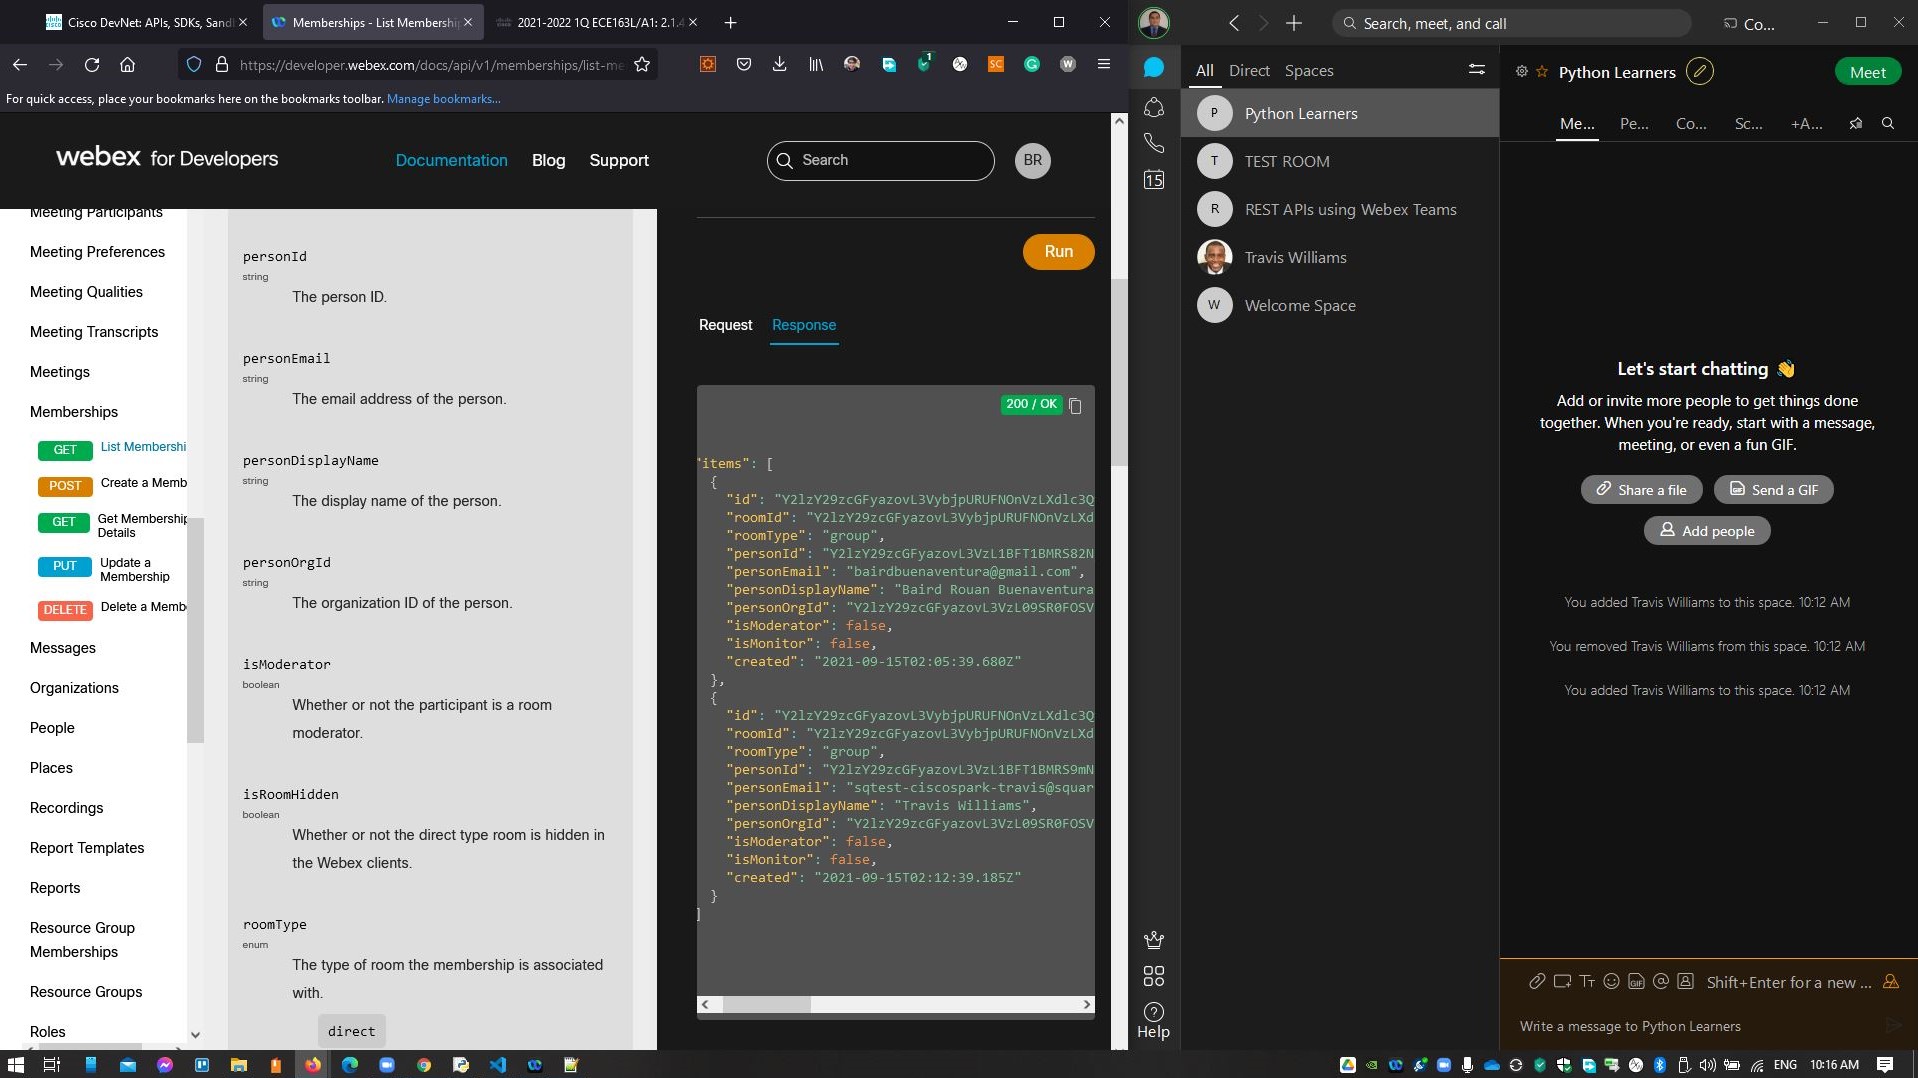 Cisco DevNet: APIs, SDKs, Sand
Memberships - List Membership
2021-2022 1Q ECE163L/A1: 2.1.4
https://developer.webex.com/docs/api/v1/memberships/list-me
1
SC
G
W
For quick access, place your bookmarks here on the bookmarks toolbar. Manage bookmarks...
webex for Developers
Documentation
Blog
Support
Search
BR
Meeting Participants
Meeting Preferences
Meeting Qualities
Meeting Transcripts
Meetings
Memberships
GET List Membershi
POST Create a Memb
GET Get Membership
Details
PUT Update a
Membership
DELETE Delete a Memb
Messages
Organizations
People
Places
Recordings
Report Templates
Reports
Resource Group
Memberships
Resource Groups
Roles
personId
string
The person ID.
personEmail
string
The email address of the person.
personDisplayName
string
The display name of the person.
personOrgId
string
The organization ID of the person.
isModerator
boolean
Whether or not the participant is a room
moderator.
isRoomHidden
boolean
Whether or not the direct type room is hidden in
the Webex clients.
roomType
enum
The type of room the membership is associated
with.
direct
Run
Request
Response
200 / OK
"items": [
{
"id": "Y2lzY29zcGFyazovL3VybjpURUFNOnVzLXdlc3Q
"roomId": "Y2lzY29zcGFyazovL3VybjpURUFNOnVzLXd
"roomType": "group",
"personId": "Y2lzY29zcGFyazovL3VzL1BFT1BMRS82N
"personEmail": "bairdbuenaventura@gmail.com",
"personDisplayName": "Baird Rouan Buenaventura
"personOrgId": "Y2lzY29zcGFyazovL3VzL09SR0FOSV
"isModerator": false,
"isMonitor": false,
"created": "2021-09-15T02:05:39.680Z"
},
{
"id": "Y2lzY29zcGFyazovL3VybjpURUFNOnVzLXdlc3Q
"roomId": "Y2lzY29zcGFyazovL3VybjpURUFNOnVzLXd
"roomType": "group",
"personId": "Y2lzY29zcGFyazovL3VzL1BFT1BMRS9mN
"personEmail": "sqtest-ciscospark-travis@squar
"personDisplayName": "Travis Williams",
"personOrgId": "Y2lzY29zcGFyazovL3VzL09SR0FOSV
"isModerator": false,
"isMonitor": false,
"created": "2021-09-15T02:12:39.185Z"
}
]
Search, meet, and call
Co...
15
Help
All
Direct
Spaces
P Python Learners
T TEST ROOM
R REST APIs using Webex Teams
Travis Williams
W Welcome Space
Python Learners
Meet
Me...
Pe...
Co...
Sc...
+A...
Let's start chatting 👋
Add or invite more people to get things done
together. When you're ready, start with a message,
meeting, or even a fun GIF.
Share a file
Send a GIF
Add people
You added Travis Williams to this space. 10:12 AM
You removed Travis Williams from this space. 10:12 AM
You added Travis Williams to this space. 10:12 AM
Shift+Enter for a new ...
Write a message to Python Learners
ENG
10:16 AM